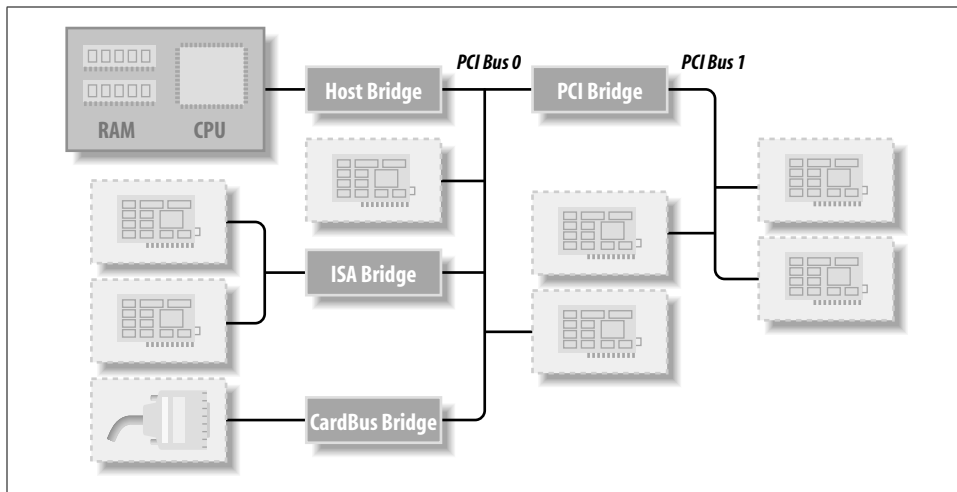 PCI Bus 0
PCI Bus 1
Host Bridge
PCI Bridge
RAM
CPU
ISA Bridge
CardBus Bridge